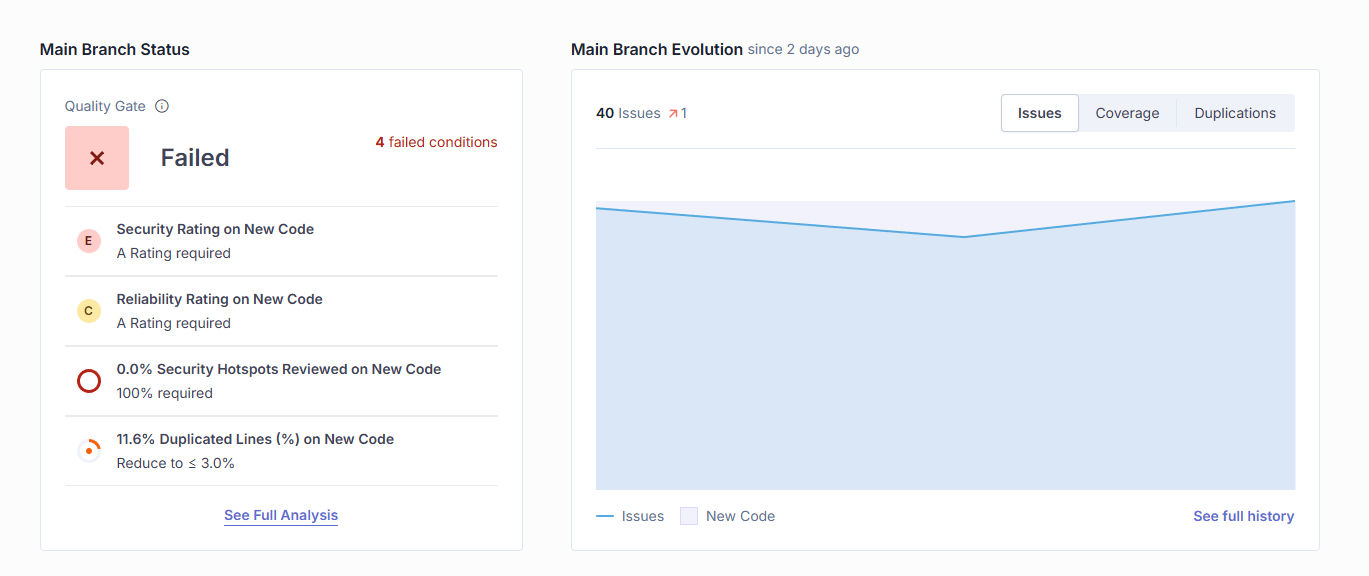 Main Branch Status
Quality Gate
Failed
4 failed conditions
E
Security Rating on New Code
A Rating required
C
Reliability Rating on New Code
A Rating required
0.0% Security Hotspots Reviewed on New Code
100% required
11.6% Duplicated Lines (%) on New Code
Reduce to ≤ 3.0%
See Full Analysis
Main Branch Evolution since 2 days ago
40 Issues 1
Issues Coverage Duplications
Issues New Code
See full history